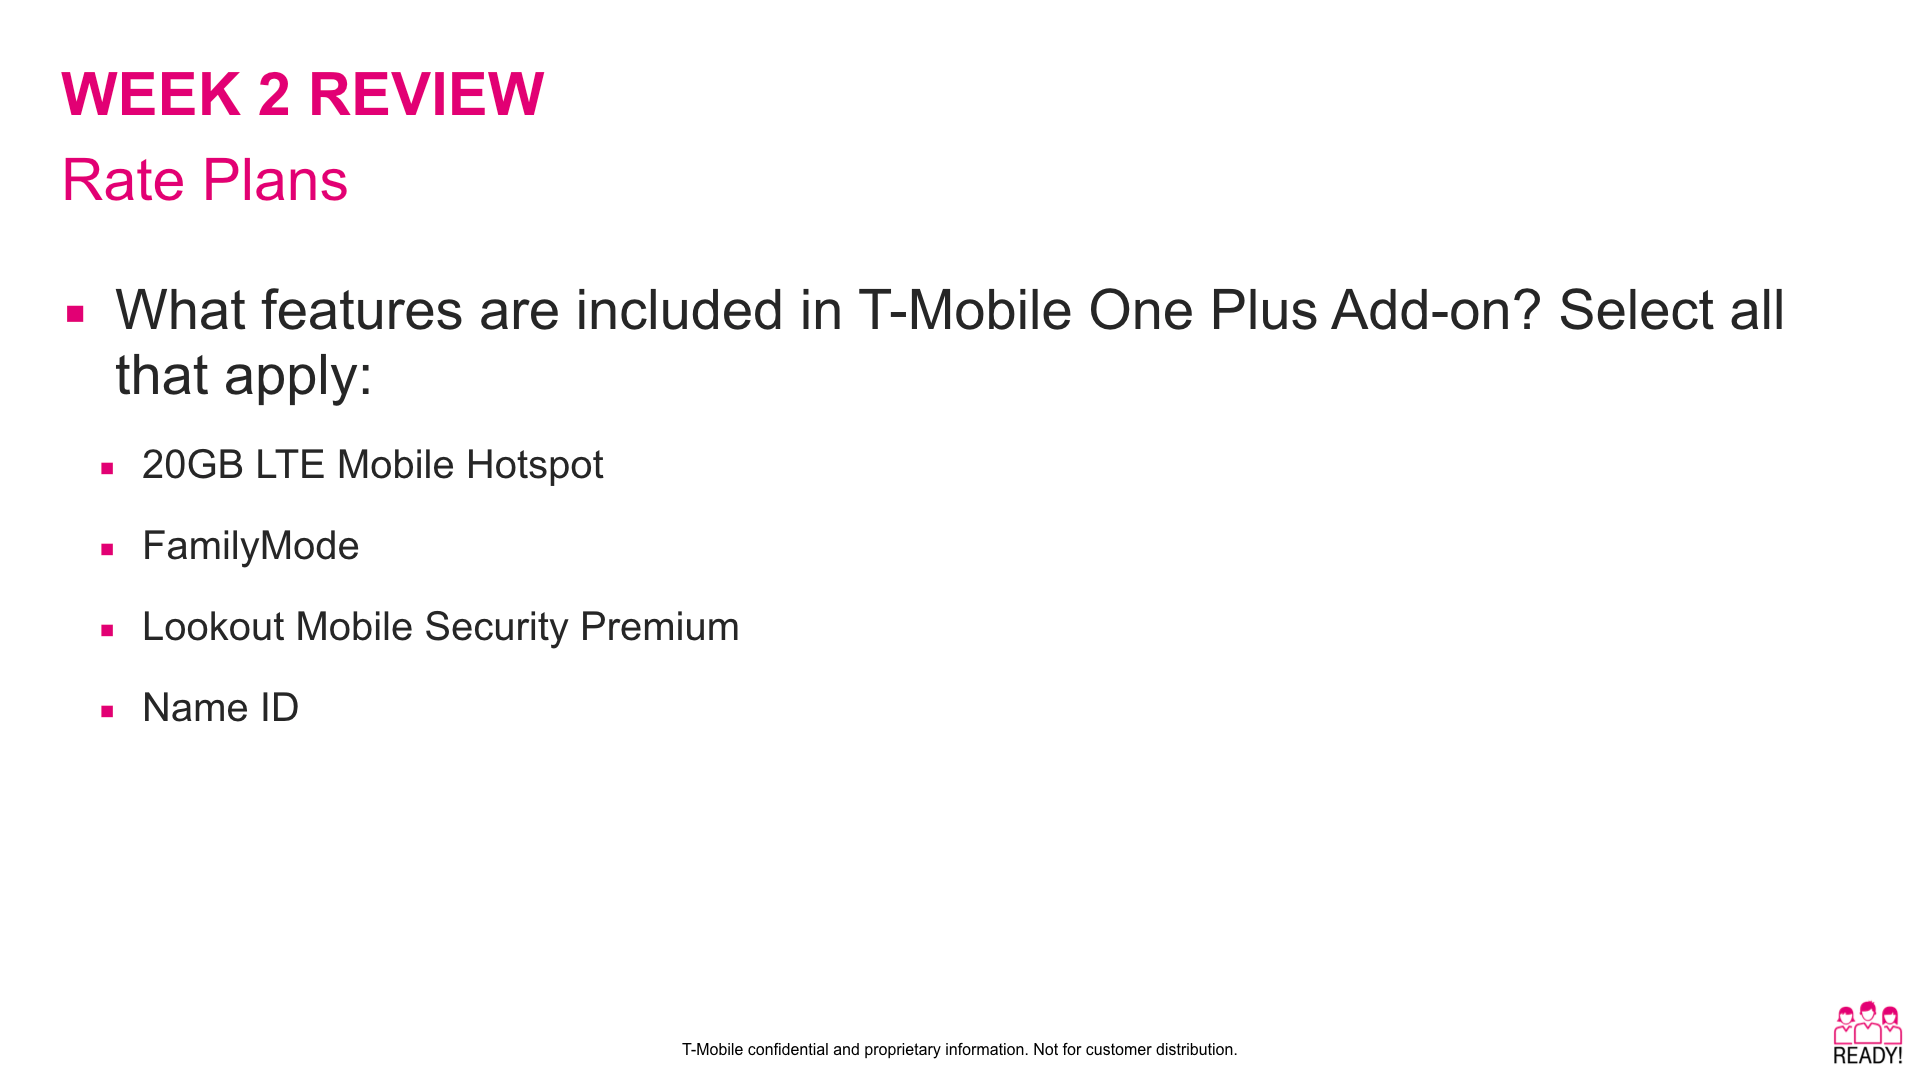 WEEK 2 REVIEW
Rate Plans
What features are included in T-Mobile One Plus Add-on? Select all
that apply:
20GB LTE Mobile Hotspot
FamilyMode
Lookout Mobile Security Premium
Name ID
T-Mobile confidential and proprietary information. Not for customer distribution.
READY!